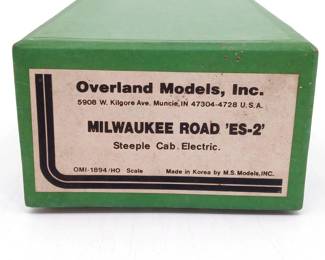 Overland Models, Inc.
5908 W. Kilgore Ave. Muncie, IN 47304-4728 U.S.A.
MILWAUKEE ROAD 'ES-2'
Steeple Cab Electric.
OMI-1894/HO Scale Made in Korea by M.S. Models, INC.